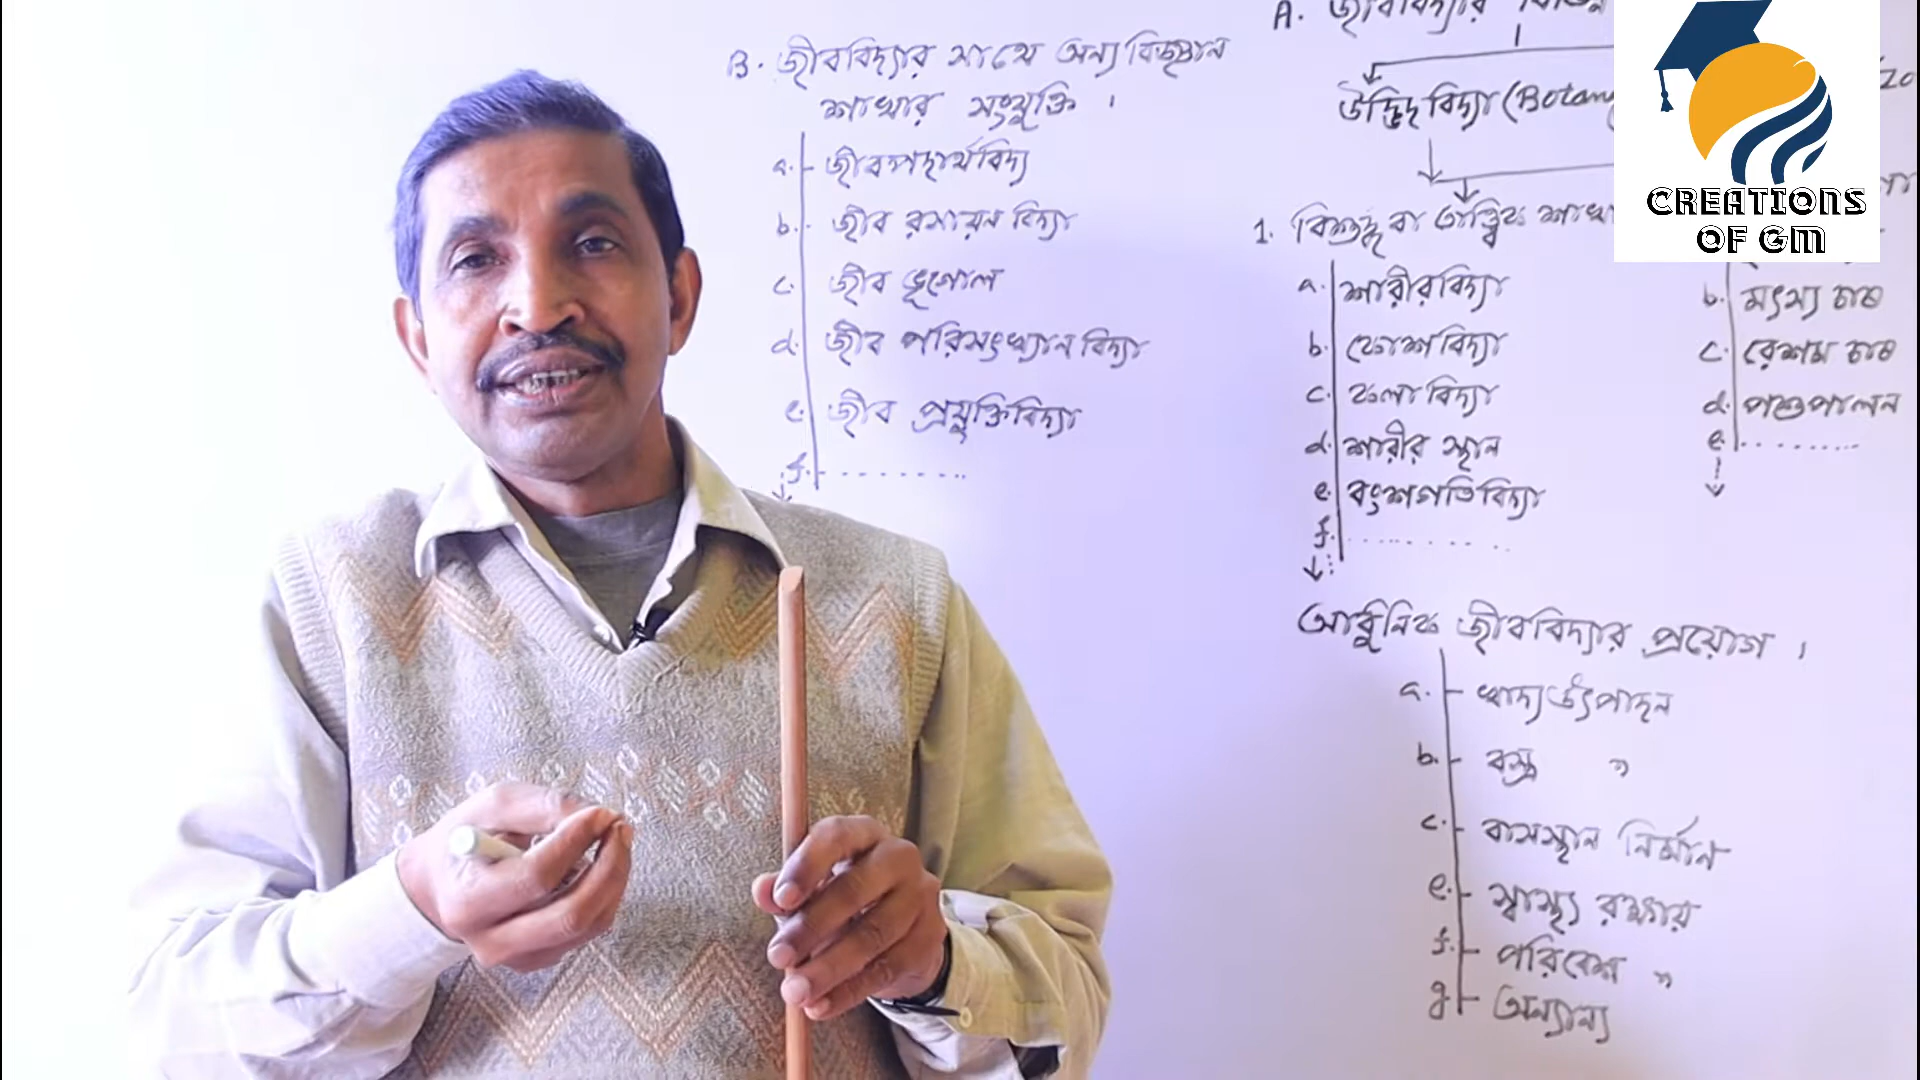 B. জীববিদ্যার সাথে অন্য বিজ্ঞান
শাখার সংযুক্তি ।
a. জীবপদার্থবিদ্য
b. জীব রসায়ন বিদ্যা
c. জীব ভূগোল
d. জীব পরিসংখ্যান বিদ্যা
e. জীব প্রযুক্তিবিদ্যা
f. - - - - - - - - -
A. জীববিদ্যার বিভিন্ন
উদ্ভিদ বিদ্যা (Botan
1. বিশুদ্ধ বা তাত্ত্বিক শাখা
a. শারীরবিদ্যা
b. কোশবিদ্যা
c. কলা বিদ্যা
d. শারীর স্থান
e. বংশগতিবিদ্যা
f. . . . . . . . .
b. মৎস্য চাষ
c. রেশম চাষ
d. পশুপালন
e. . . . . . . . .
আধুনিক জীববিদ্যার প্রয়োগ ।
a. খাদ্য উৎপাদন
b. বস্ত্র "
c. বাসস্থান নির্মান
e. স্বাস্থ্য রক্ষায়
f. পরিবেশ "
g অন্যান্য
CREATIONS
OF GM